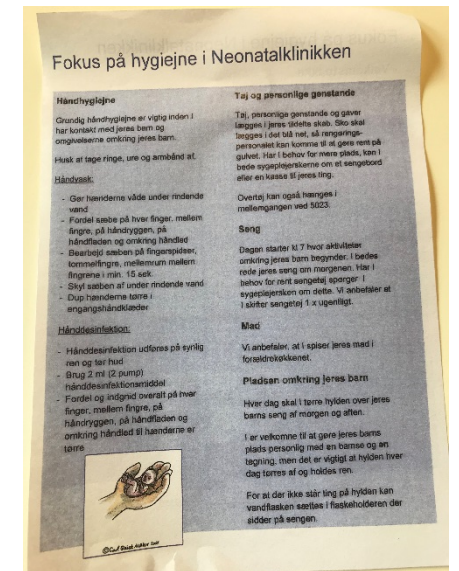 Fokus på hygiejne i Neonatalklinikken
Håndhygiejne
Grundig håndhygiejne er vigtig inden I
har kontakt med jeres barn og
omgivelserne omkring jeres barn.
Husk at tage ringe, ure og armbånd af.
Håndvask:
- Gør hænderne våde under rindende
vand
- Fordel sæbe på hver finger, mellem
fingre, på håndryggen, på
håndfladen og omkring håndled
- Bearbejd sæben på fingerspidser,
tommelfingre, mellemrum mellem
fingrene i min. 15 sek.
- Skyl sæben af under rindende vand
- Dup hænderne tørre i
engangshåndklæder
Hånddesinfektion:
- Hånddesinfektion udføres på synlig
ren og tør hud
- Brug 2 ml (2 pump)
hånddesinfektionsmiddel
- Fordel og indgnid overalt på hver
finger, mellem fingre, på
håndryggen, på håndfladen og
omkring håndled til hænderne er
tørre
Tøj og personlige genstande
Tøj, personlige genstande og gaver
lægges i jeres tildelte skab. Sko skal
lægges i det blå net, så rengørings-
personalet kan komme til at gøre rent på
gulvet. Har I behov for mere plads, kan I
bede sygeplejerskerne om et sengebord
eller en kasse til jeres ting.
Overtøj kan også hænges i
mellemgangen ved 5023.
Seng
Dagen starter kl 7 hvor aktiviteter
omkring jeres barn begynder. I bedes
rede jeres seng om morgenen. Har I
behov for rent sengetøj spørger I
sygeplejersken om dette. Vi anbefaler at
I skifter sengetøj 1 x ugentligt.
Mad
Vi anbefaler, at I spiser jeres mad i
forældrekøkkenet.
Pladsen omkring jeres barn
Hver dag skal I tørre hylden over jeres
barns seng af morgen og aften.
I er velkomne til at gøre jeres barns
plads personlig med en bamse og en
tegning, men det er vigtigt at hylden hver
dag tørres af og holdes ren.
For at der ikke står ting på hylden kan
vandflasken sættes i flaskeholderen der
sidder på sengen.